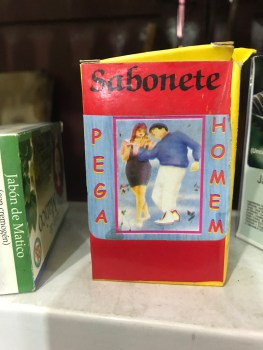 Sabonete
PEGA
HOMEM
Jabón de Matico